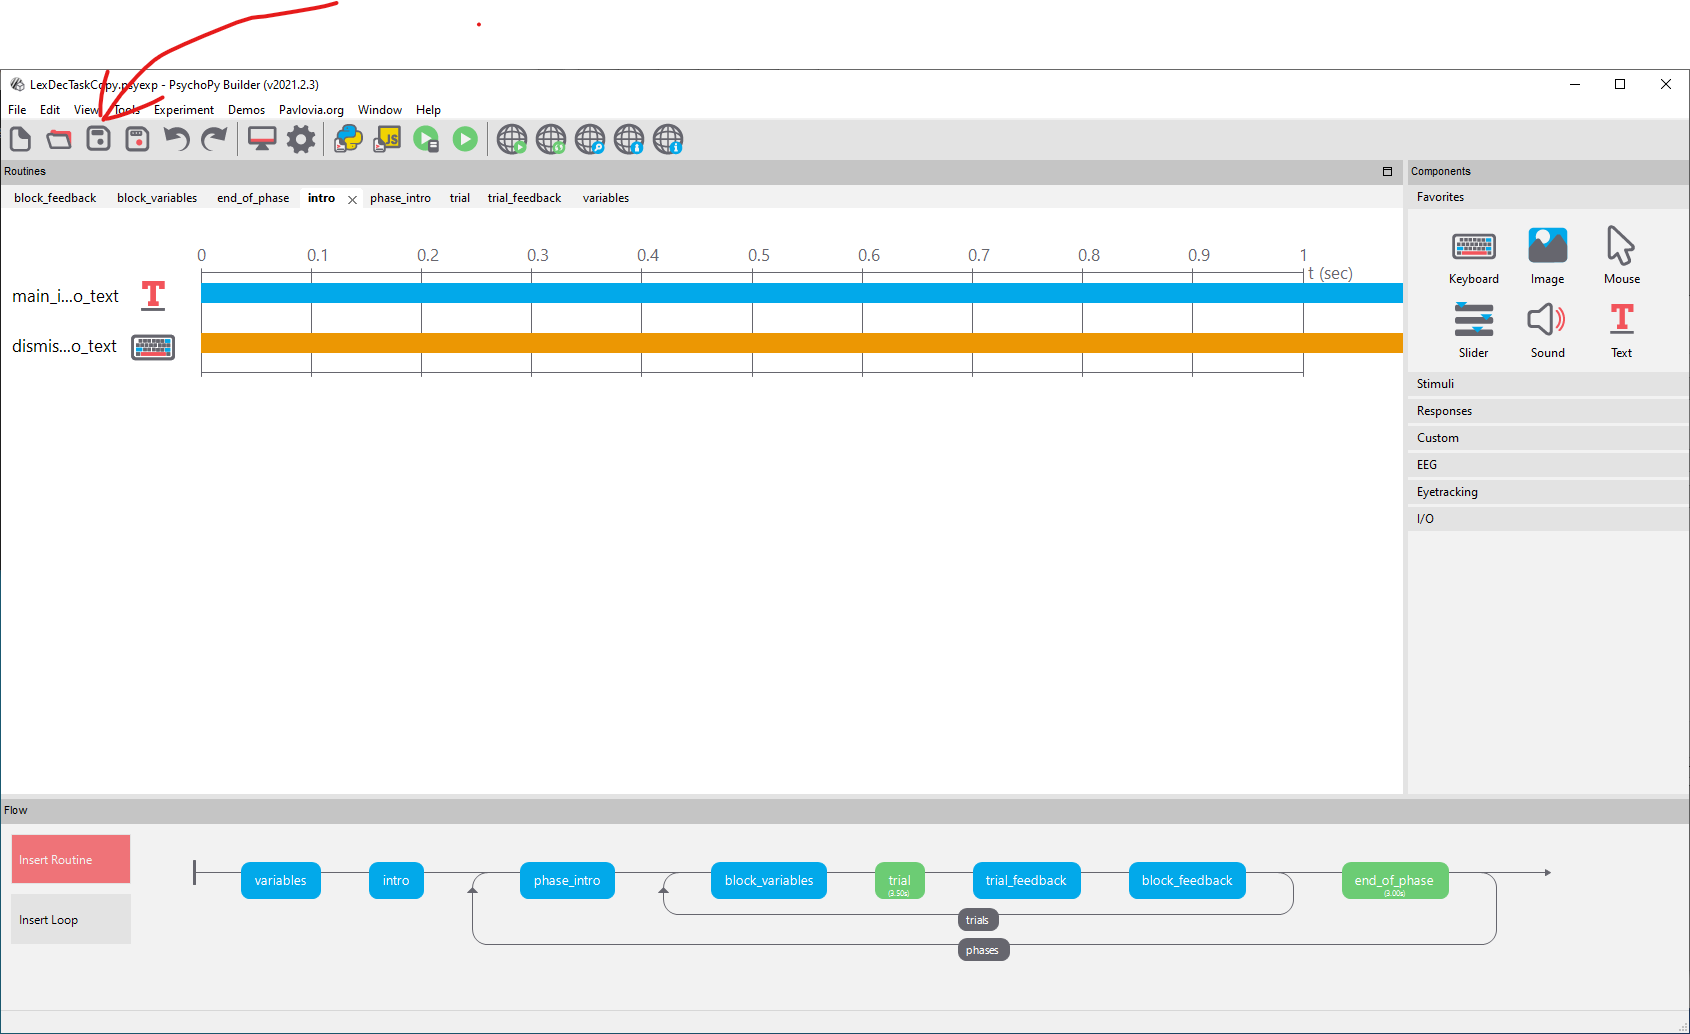 LexDecTaskCopy.psyexp - PsychoPy Builder (v2021.2.3)
File Edit View Tools Experiment Demos Pavlovia.org Window Help
JS
Routines
block_feedback block_variables end_of_phase intro phase_intro trial trial_feedback variables
0 0.1 0.2 0.3 0.4 0.5 0.6 0.7 0.8 0.9 1
t (sec)
main_i...o_text
dismis...o_text
Components
Favorites
Keyboard Image Mouse
Slider Sound Text
Stimuli
Responses
Custom
EEG
Eyetracking
I/O
Flow
Insert Routine
Insert Loop
variables intro phase_intro block_variables trial trial_feedback block_feedback end_of_phase
(3.50s) (3.00s)
trials
phases